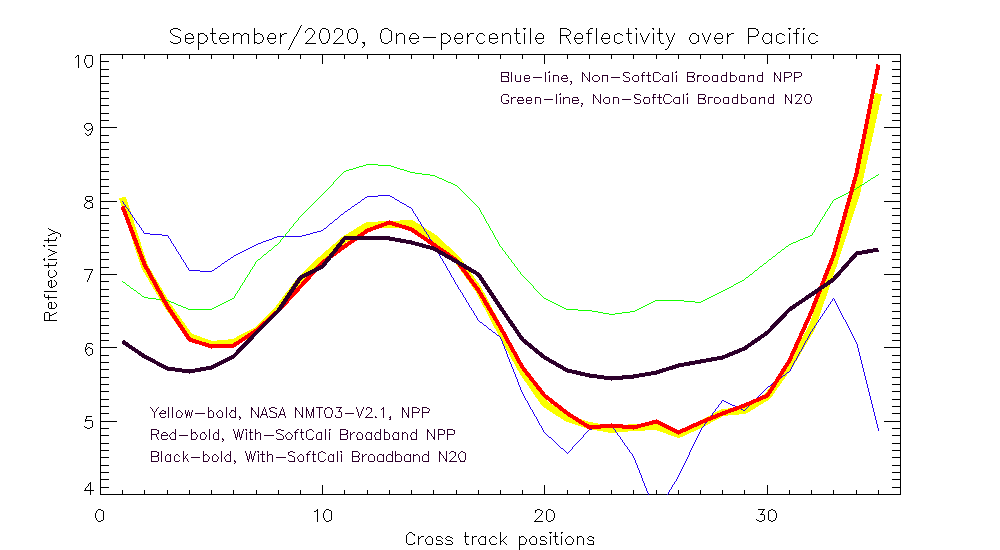 September/2020, One-percentile Reflectivity over Pacific
Blue-line, Non-SoftCali Broadband NPP
Green-line, Non-SoftCali Broadband N20
10
9
8
7
6
5
4
Reflectivity
Yellow-bold, NASA NMTO3-V2.1, NPP
Red-bold, With-SoftCali Broadband NPP
Black-bold, With-SoftCali Broadband N20
0 10 20 30
Cross track positions